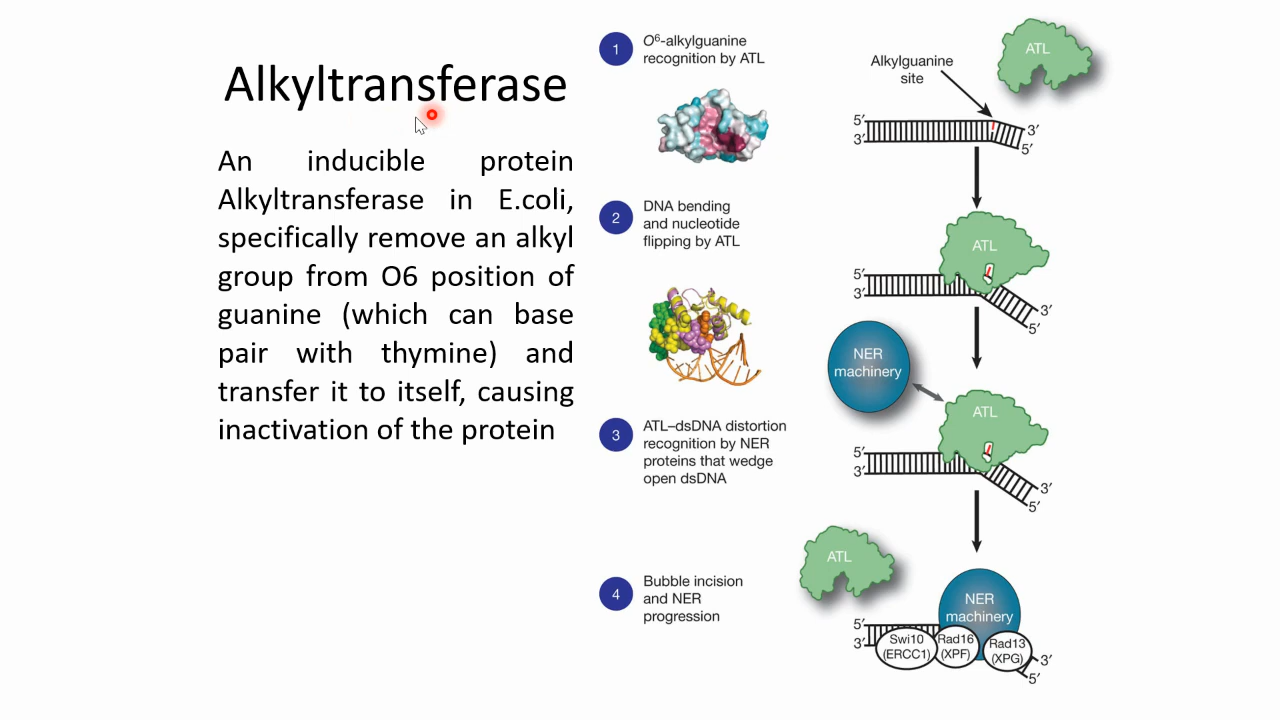 Alkyltransferase
An inducible protein
Alkyltransferase in E.coli,
specifically remove an alkyl
group from O6 position of
guanine (which can base
pair with thymine) and
transfer it to itself, causing
inactivation of the protein
1
O⁶-alkylguanine
recognition by ATL
2
DNA bending
and nucleotide
flipping by ATL
3
ATL–dsDNA distortion
recognition by NER
proteins that wedge
open dsDNA
4
Bubble incision
and NER
progression
ATL
Alkylguanine
site
5′
3′
3′
5′
ATL
5′
3′
3′
5′
NER
machinery
ATL
5′
3′
3′
5′
ATL
NER
machinery
5′
3′
Swi10
(ERCC1)
Rad16
(XPF)
Rad13
(XPG)
3′
5′